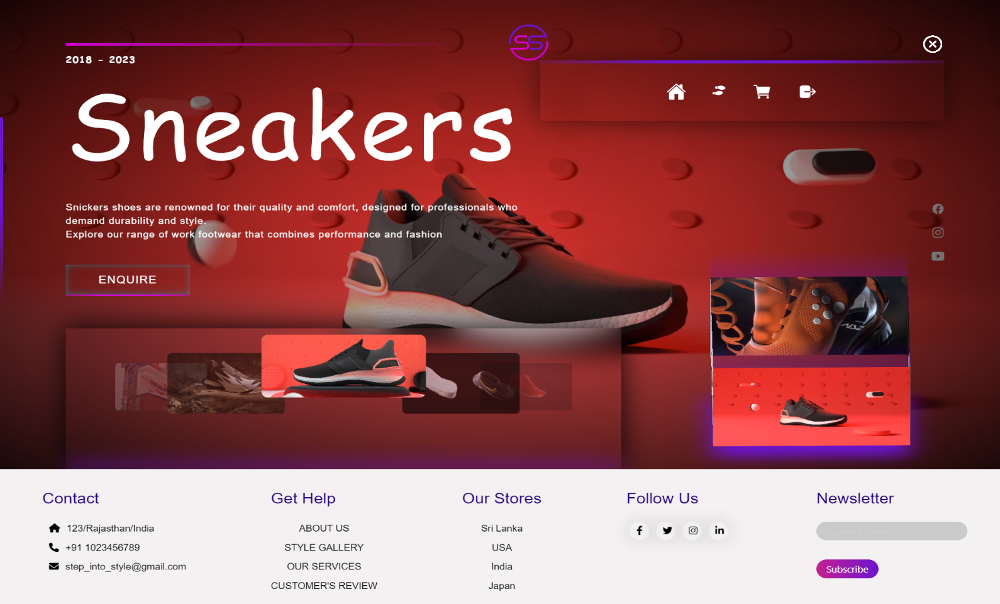 SS
2018 - 2023
Sneakers
Snickers shoes are renowned for their quality and comfort, designed for professionals who
demand durability and style.
Explore our range of work footwear that combines performance and fashion
ENQUIRE
Contact
123/Rajasthan/India
+91 1023456789
step_into_style@gmail.com
Get Help
ABOUT US
STYLE GALLERY
OUR SERVICES
CUSTOMER'S REVIEW
Our Stores
Sri Lanka
USA
India
Japan
Follow Us
Newsletter
Subscribe